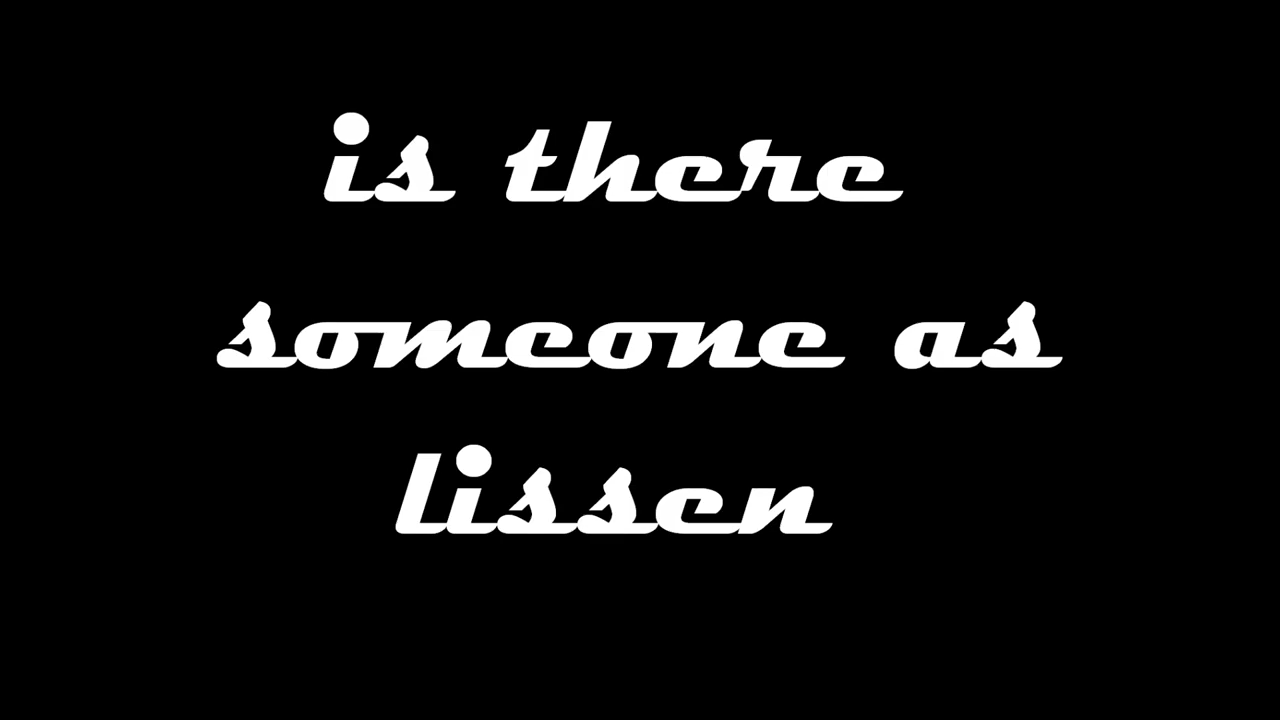 is there
someone as
lissen